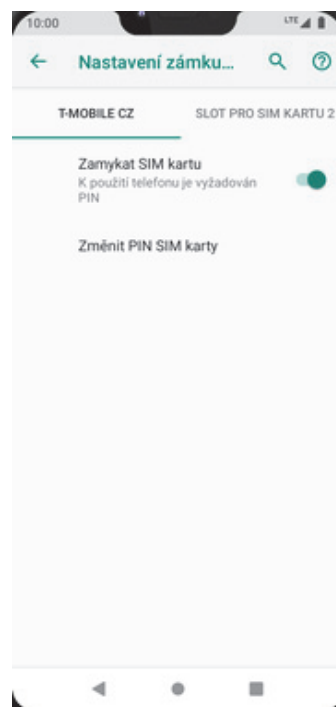 10:00
LTE
Nastavení zámku...
T-MOBILE CZ
SLOT PRO SIM KARTU 2
Zamykat SIM kartu
K použití telefonu je vyžadován
PIN
Změnit PIN SIM karty